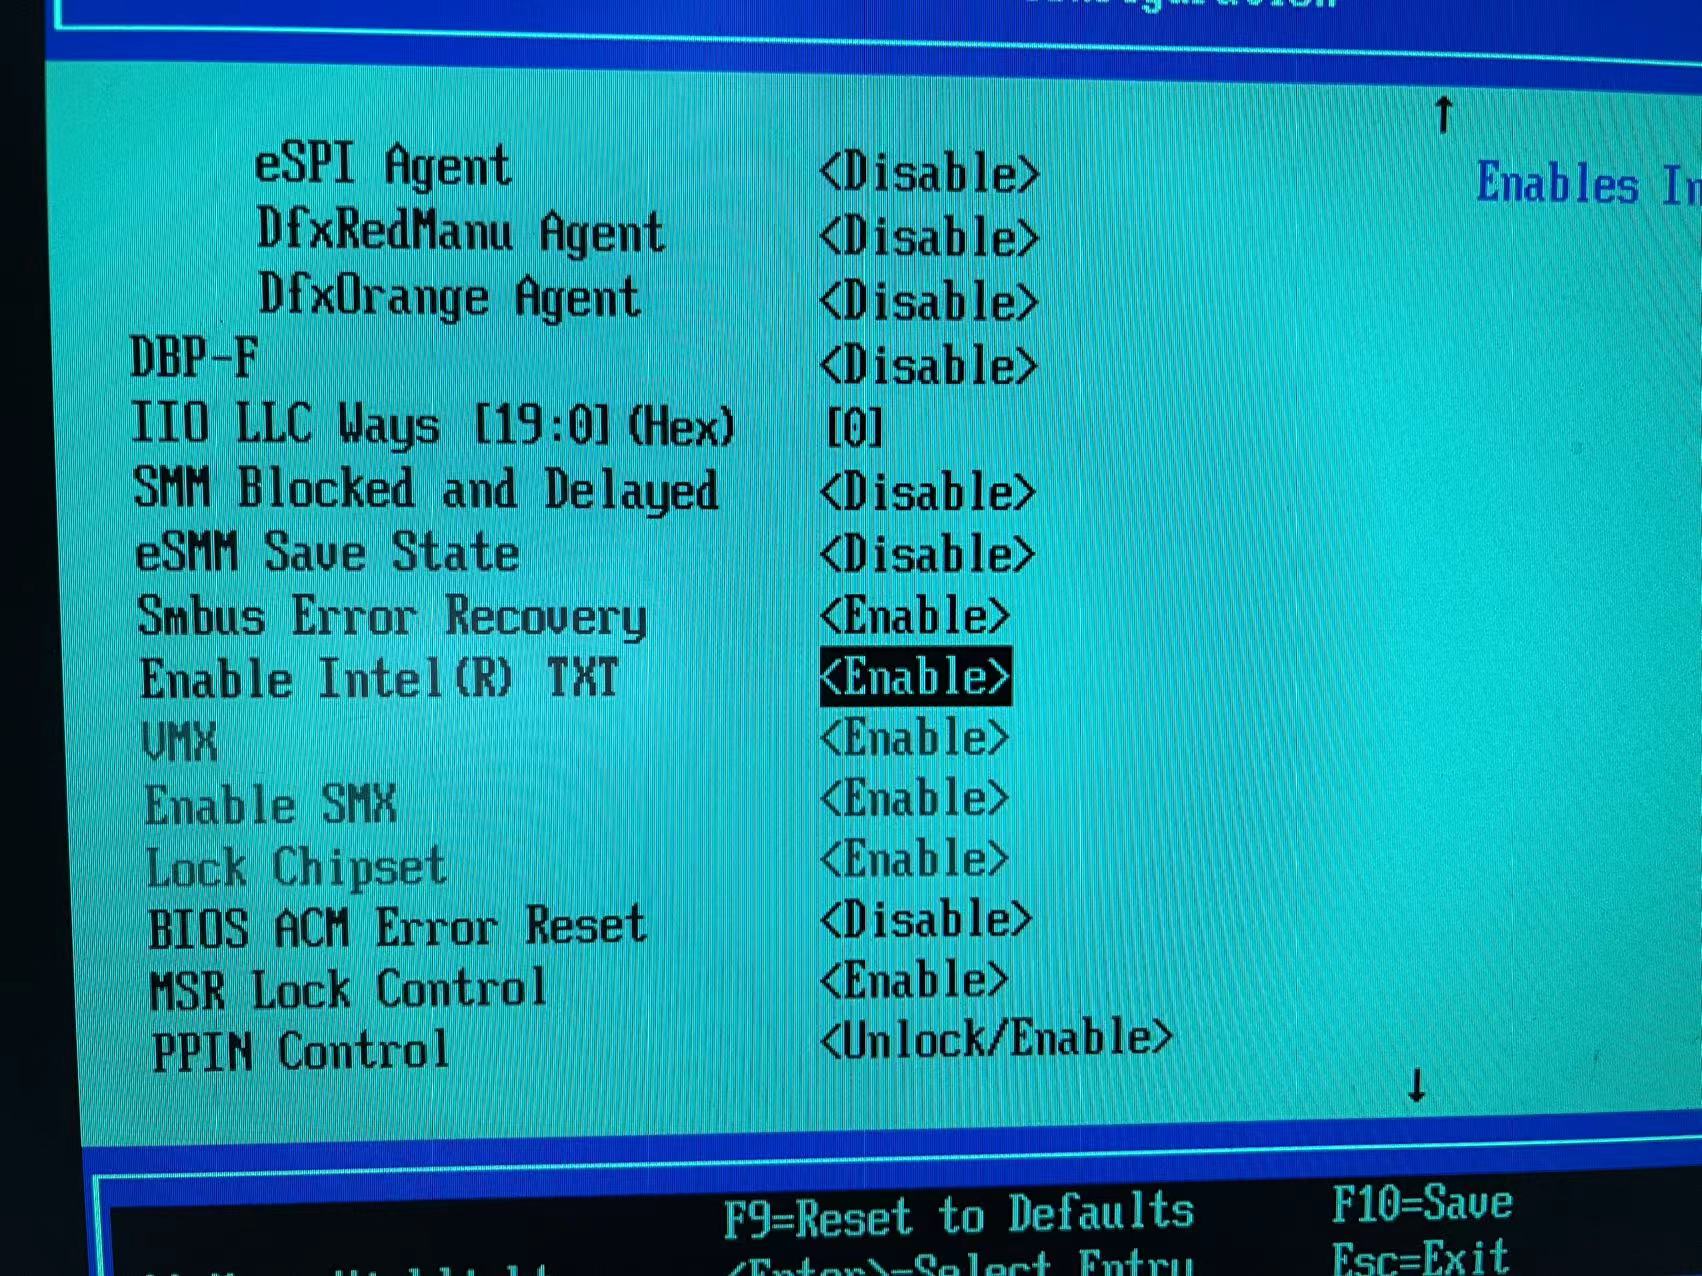 eSPI Agent <Disable>
Enables
DfxRedManu Agent <Disable>
DfxOrange Agent <Disable>
DBP-F <Disable>
IIO LLC Ways [19:0](Hex) [0]
SMM Blocked and Delayed <Disable>
eSMM Save State <Disable>
Smbus Error Recovery <Enable>
Enable Intel(R) TXT <Enable>
VMX <Enable>
Enable SMX <Enable>
Lock Chipset <Enable>
BIOS ACM Error Reset <Disable>
MSR Lock Control <Enable>
PPIN Control <Unlock/Enable>
F9=Reset to Defaults F10=Save
<Enter>=Select Entry Esc=Exit